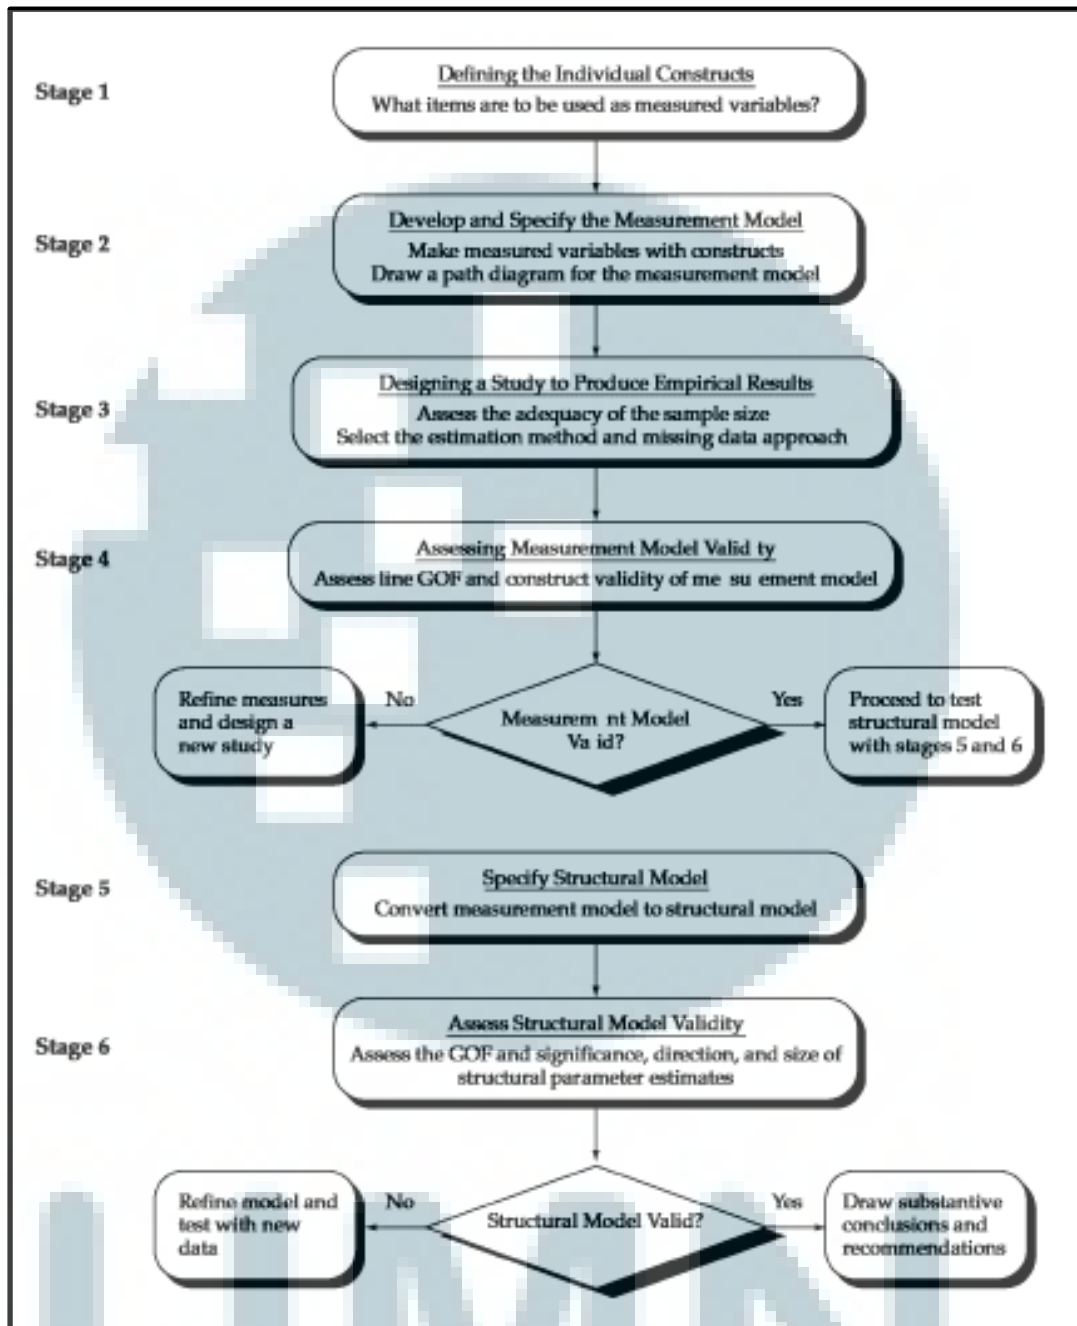 Stage 1
Defining the Individual Constructs
What items are to be used as measured variables?
Stage 2
Develop and Specify the Measurement Model
Make measured variables with constructs
Draw a path diagram for the measurement model
Stage 3
Designing a Study to Produce Empirical Results
Assess the adequacy of the sample size
Select the estimation method and missing data approach
Stage 4
Assessing Measurement Model Valid ty
Assess line GOF and construct validity of me su ement model
Refine measures
and design a
new study
No
Measurem nt Model
Va id?
Yes
Proceed to test
structural model
with stages 5 and 6
Stage 5
Specify Structural Model
Convert measurement model to structural model
Stage 6
Assess Structural Model Validity
Assess the GOF and significance, direction, and size of
structural parameter estimates
Refine model and
test with new
data
No
Structural Model Valid?
Yes
Draw substantive
conclusions and
recommendations